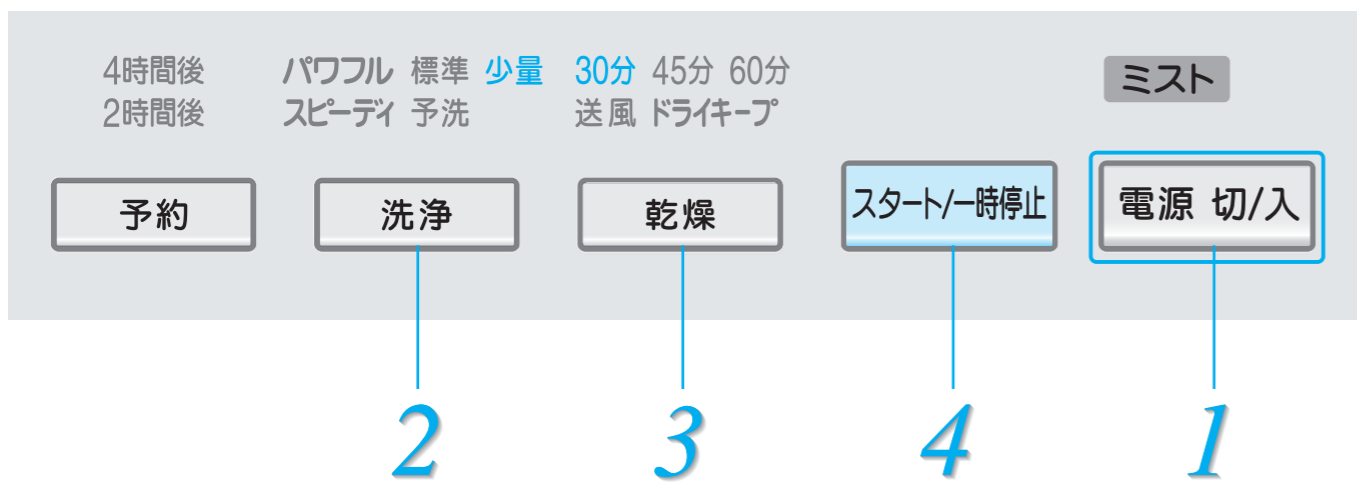 4時間後 パワフル 標準 少量 30分 45分 60分 ミスト
2時間後 スピーディ 予洗 送風 ドライキープ
予約 洗浄 乾燥 スタート/一時停止 電源 切/入
2 3 4 1